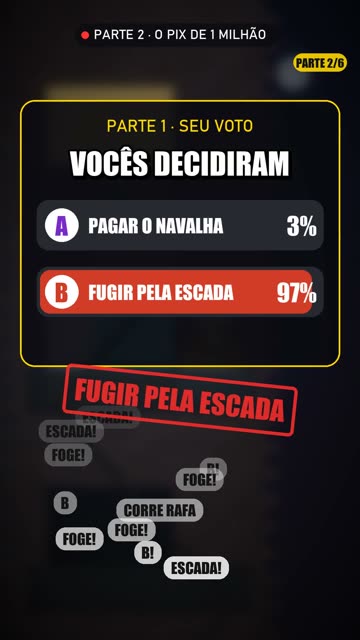 PARTE 2 · O PIX DE 1 MILHÃO
PARTE 2/6
PARTE 1 · SEU VOTO
VOCÊS DECIDIRAM
A PAGAR O NAVALHA 3%
B FUGIR PELA ESCADA 97%
FUGIR PELA ESCADA
ESCADA!
ESCADA!
FOGE!
B!
FOGE!
B
CORRE RAFA
FOGE!
FOGE!
B!
ESCADA!